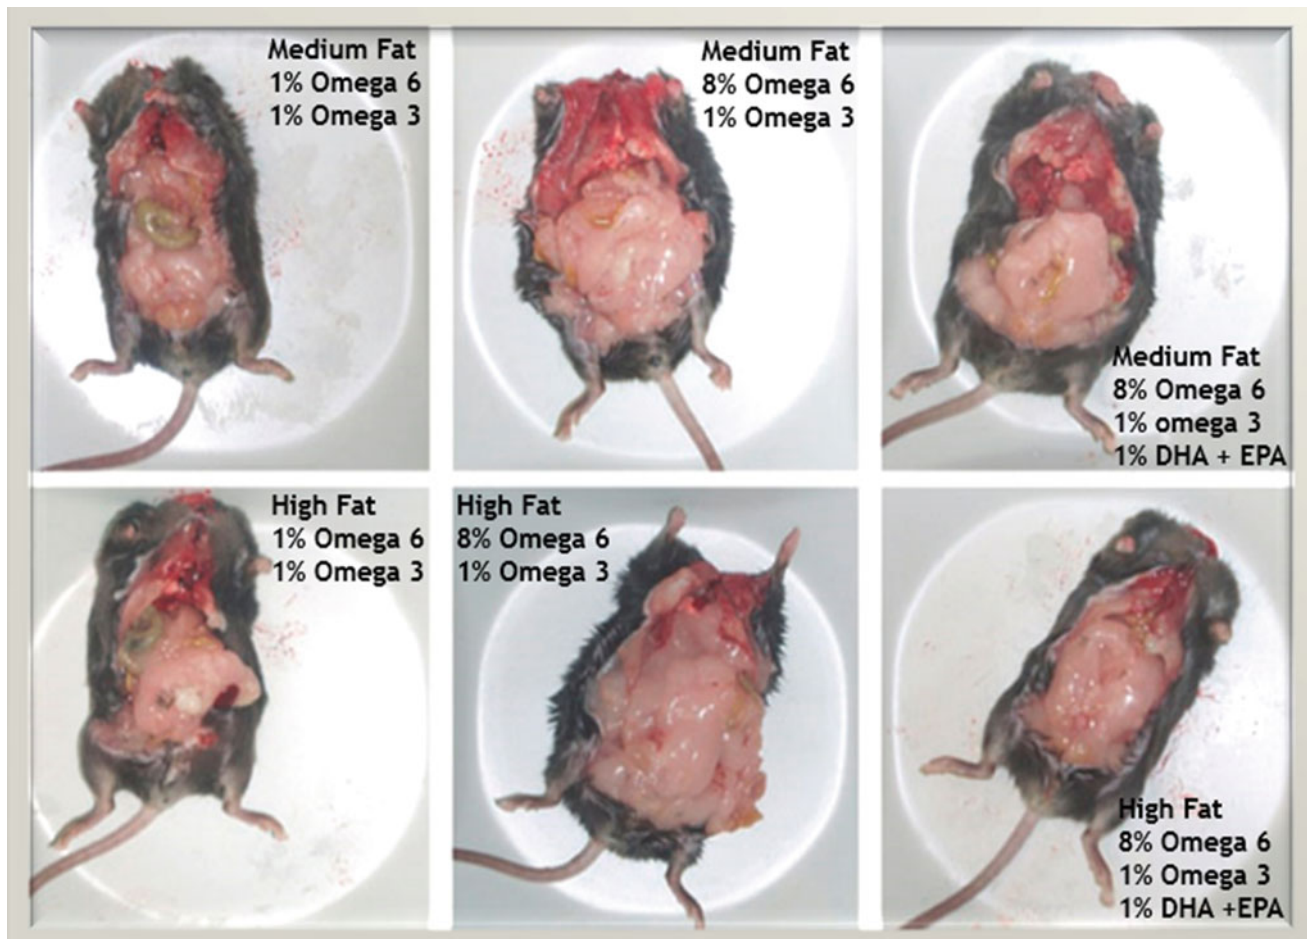 Medium Fat
1% Omega 6
1% Omega 3
Medium Fat
8% Omega 6
1% Omega 3
Medium Fat
8% Omega 6
1% omega 3
1% DHA + EPA
High Fat
1% Omega 6
1% Omega 3
High Fat
8% Omega 6
1% Omega 3
High Fat
8% Omega 6
1% Omega 3
1% DHA +EPA